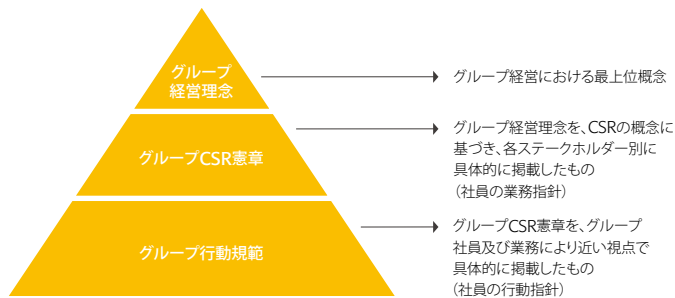 グループ
経営理念
グループ経営における最上位概念
グループCSR憲章
グループ経営理念を、CSRの概念に
基づき、各ステークホルダー別に
具体的に掲載したもの
（社員の業務指針）
グループ行動規範
グループCSR憲章を、グループ
社員及び業務により近い視点で
具体的に掲載したもの
（社員の行動指針）